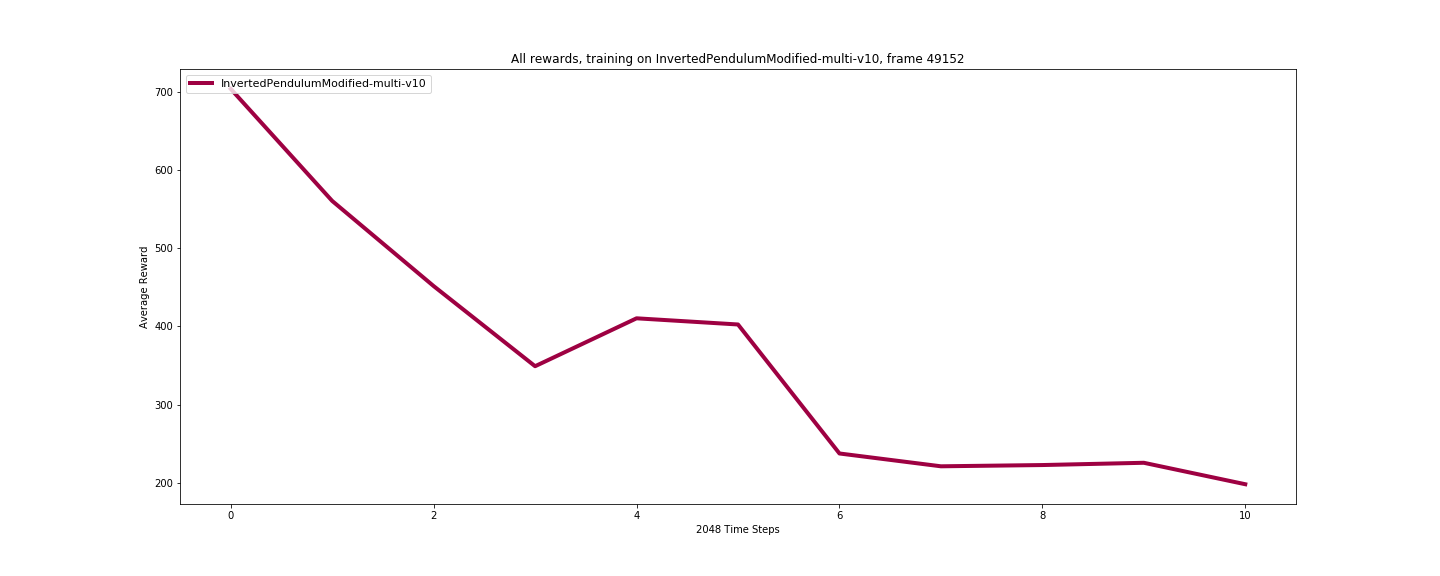 All rewards, training on InvertedPendulumModified-multi-v10, frame 49152
InvertedPendulumModified-multi-v10
700
600
500
400
300
200
Average Reward
0 2 4 6 8 10
2048 Time Steps